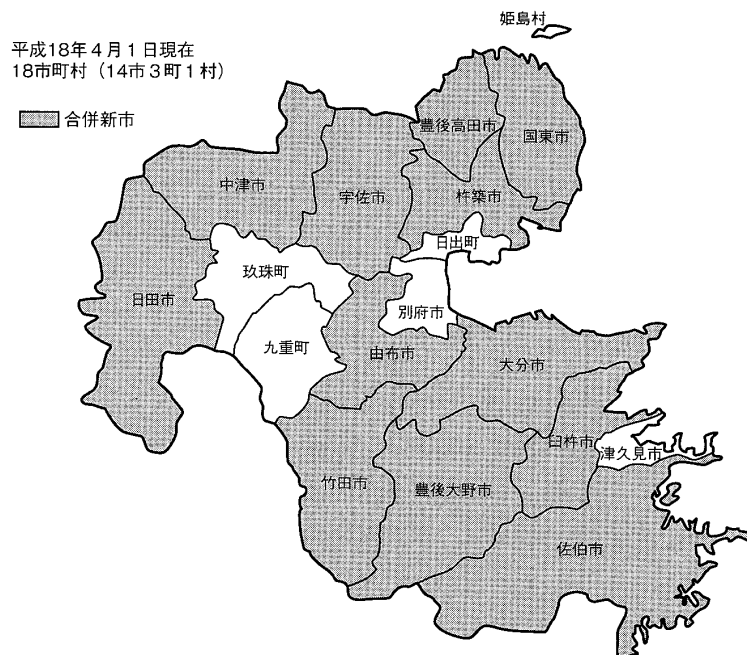 姫島村
平成18年4月1日現在
18市町村（14市3町1村）
合併新市
豊後高田市
国東市
中津市
宇佐市
杵築市
日出町
玖珠町
日田市
別府市
九重町
由布市
大分市
臼杵市
津久見市
竹田市
豊後大野市
佐伯市